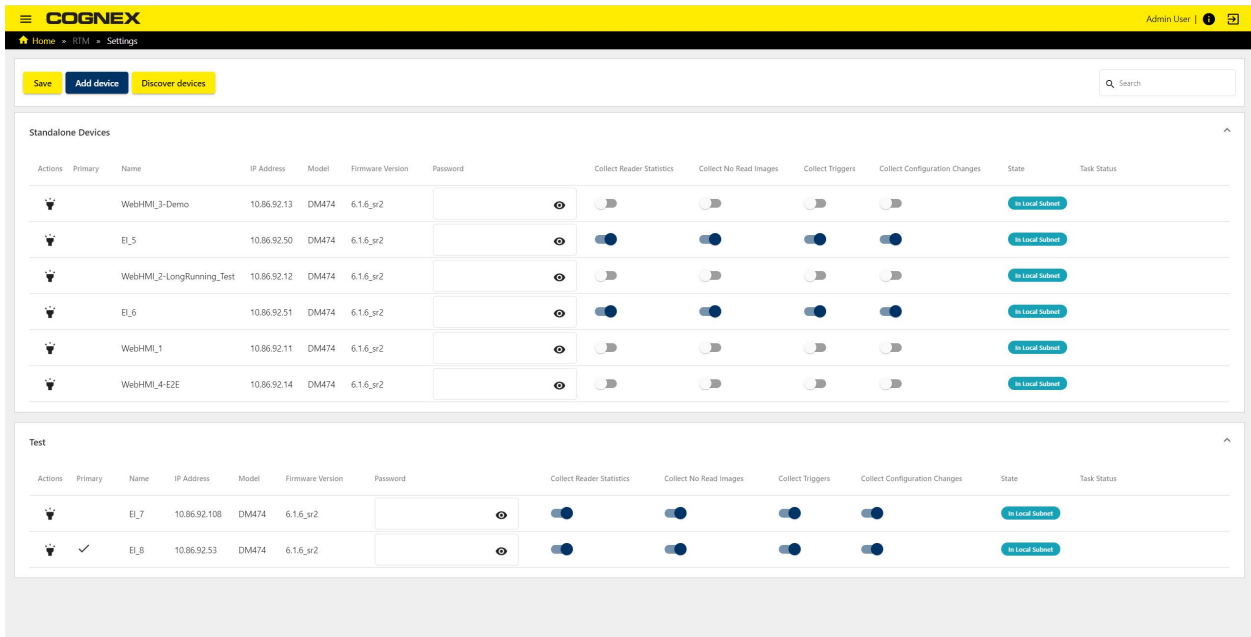 COGNEX
Admin User |
Home » RTM » Settings
Save Add device Discover devices Search
Standalone Devices
Actions Primary Name IP Address Model Firmware Version Password Collect Reader Statistics Collect No Read Images Collect Triggers Collect Configuration Changes State Task Status
WebHMI_3-Demo 10.86.92.13 DM474 6.1.6_sr2 In Local Subnet
EI_5 10.86.92.50 DM474 6.1.6_sr2 In Local Subnet
WebHMI_2-LongRunning_Test 10.86.92.12 DM474 6.1.6_sr2 In Local Subnet
EI_6 10.86.92.51 DM474 6.1.6_sr2 In Local Subnet
WebHMI_1 10.86.92.11 DM474 6.1.6_sr2 In Local Subnet
WebHMI_4-E2E 10.86.92.14 DM474 6.1.6_sr2 In Local Subnet
Test
Actions Primary Name IP Address Model Firmware Version Password Collect Reader Statistics Collect No Read Images Collect Triggers Collect Configuration Changes State Task Status
EI_7 10.86.92.108 DM474 6.1.6_sr2 In Local Subnet
EI_8 10.86.92.53 DM474 6.1.6_sr2 In Local Subnet